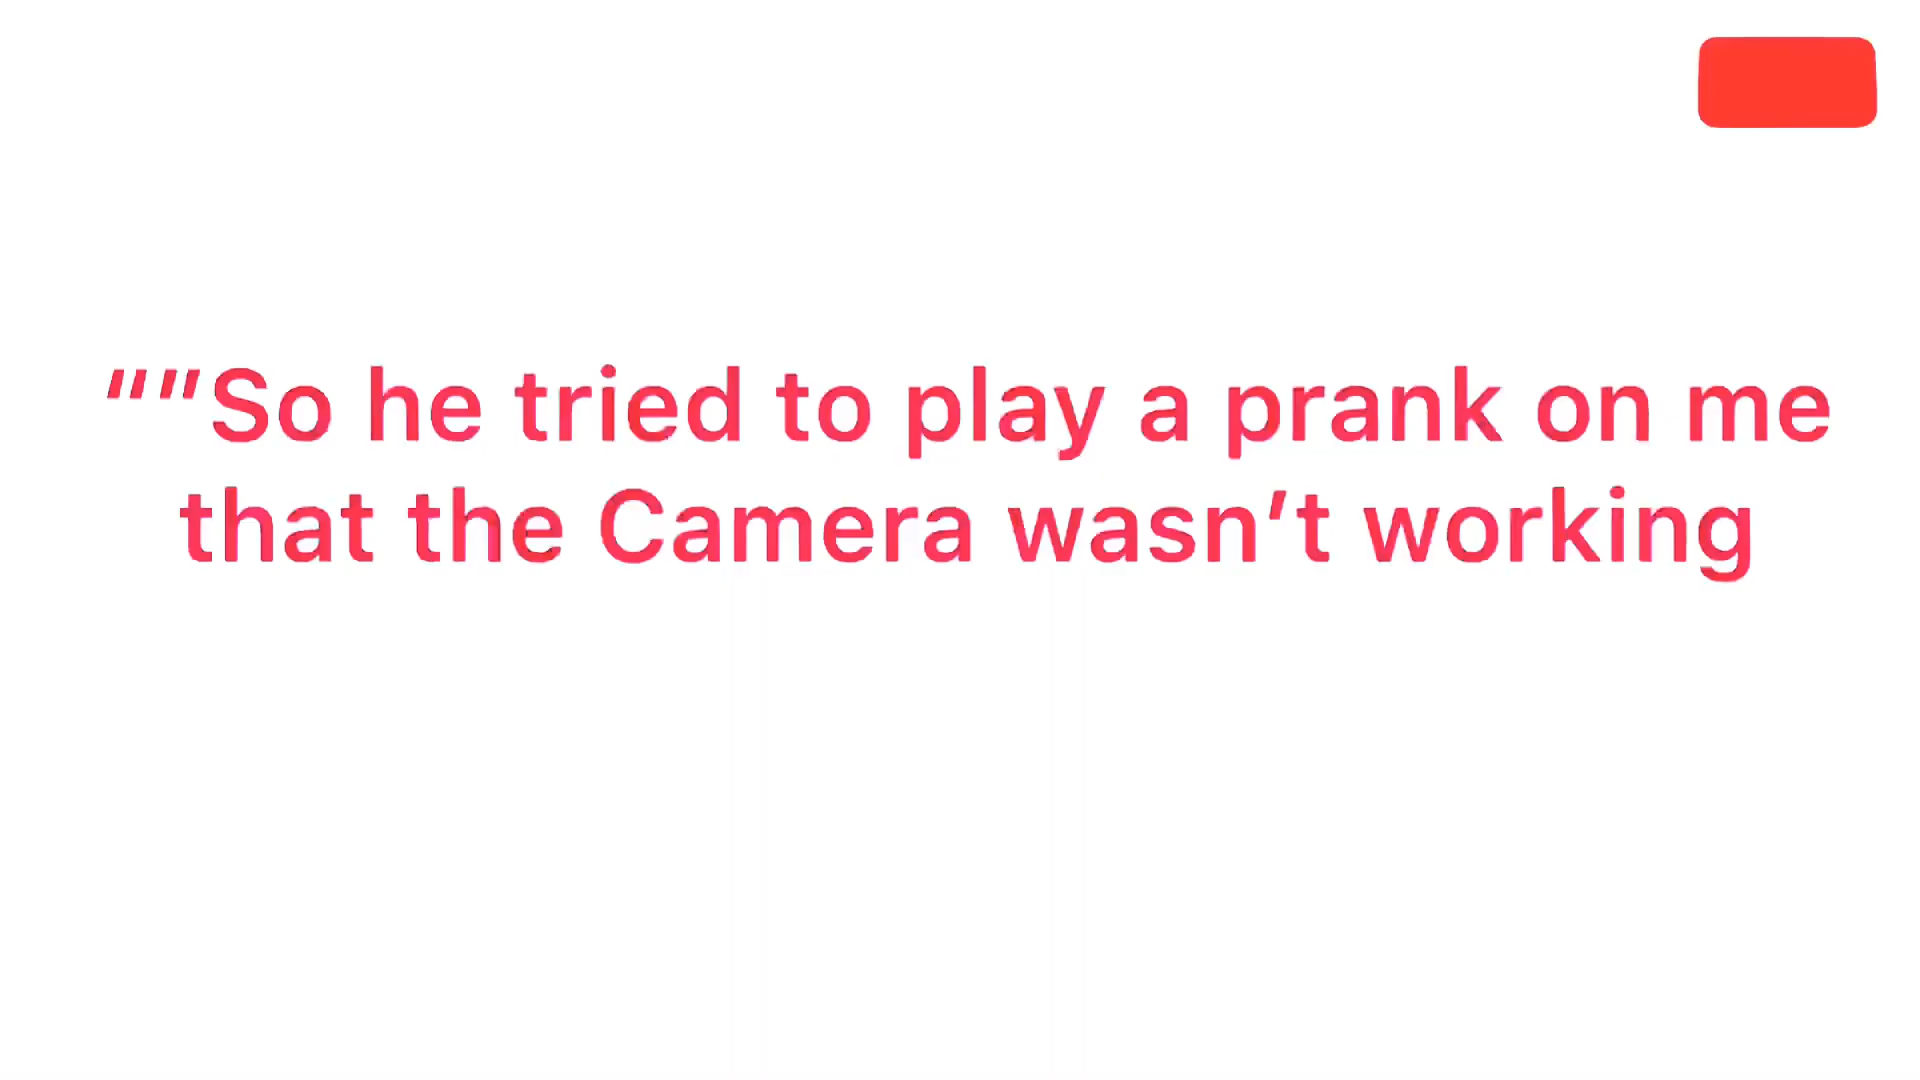 “”So he tried to play a prank on me
that the Camera wasn’t working